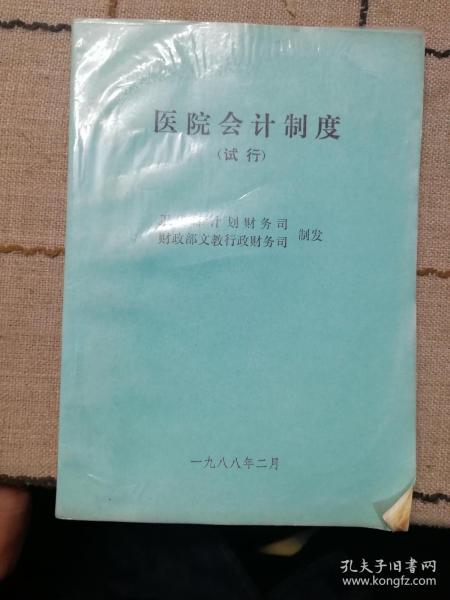 医院会计制度
(试行)
计划财务司
财政部文教行政财务司 制发
一九八八年二月
孔夫子旧书网
www.kongfz.com